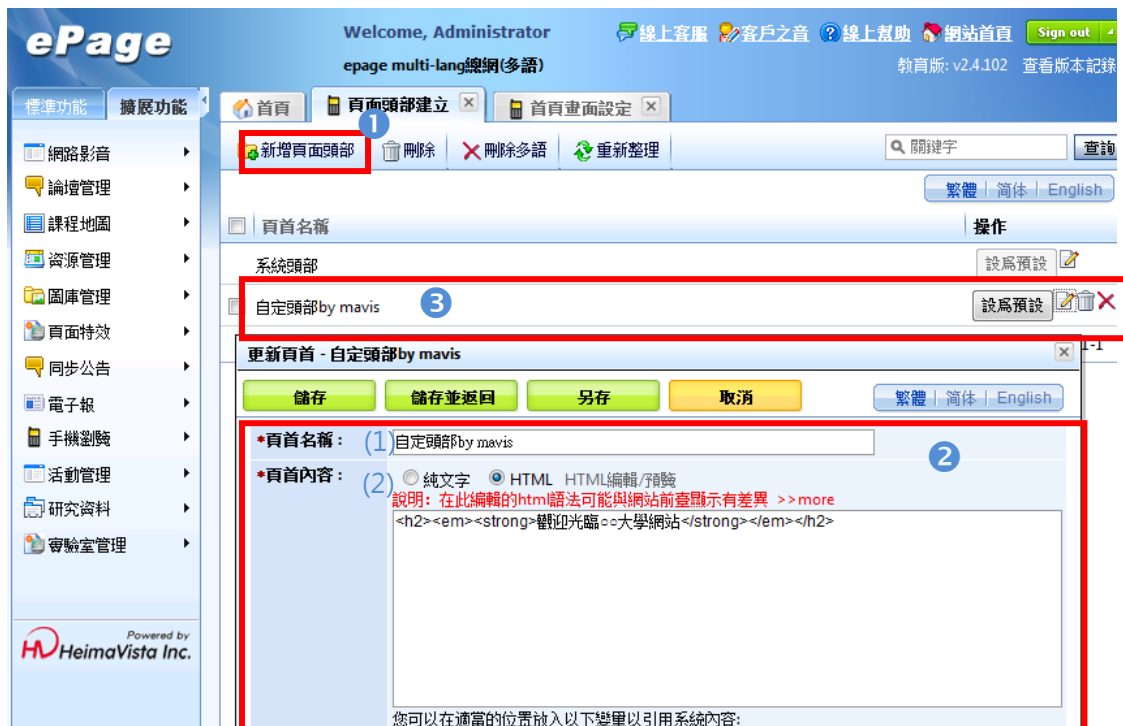 ePage
Welcome, Administrator
線上客服 客戶之音 線上幫助 網站首頁 Sign out
epage multi-lang總網(多語)
教育版: v2.4.102 查看版本記錄
標準功能 擴展功能
首頁 頁面頭部建立 首頁畫面設定
1
新增頁面頭部 刪除 刪除多語 重新整理 關鍵字 查詢
繁體 | 简体 | English
頁首名稱 操作
系統頭部 設爲預設
自定頭部by mavis 3 設爲預設
1-1
更新頁首 - 自定頭部by mavis
儲存 儲存並返回 另存 取消 繁體 | 简体 | English
*頁首名稱： (1) 自定頭部by mavis
2
*頁首內容： (2) 純文字 HTML HTML編輯/預覽
說明: 在此編輯的html語法可能與網站前臺顯示有差異 >>more
<h2><em><strong>歡迎光臨○○大學網站</strong></em></h2>
您可以在適當的位置放入以下變量以引用系統內容:
網路影音
論壇管理
課程地圖
資源管理
圖庫管理
頁面特效
同步公告
電子報
手機瀏覽
活動管理
研究資料
實驗室管理
Powered by
HeimaVista Inc.